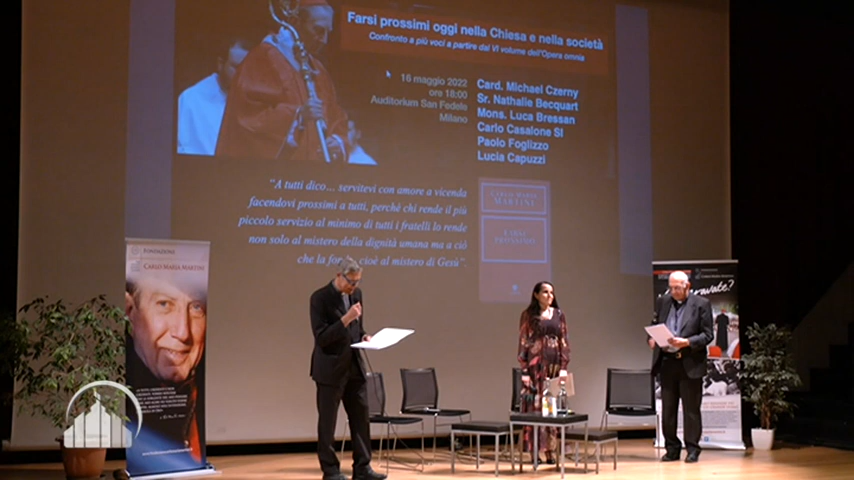 Farsi prossimi oggi nella Chiesa e nella società
Confronto a più voci a partire dal VI volume dell'Opera omnia
16 maggio 2022
ore 18:00
Auditorium San Fedele
Milano
Card. Michael Czerny
Sr. Nathalie Becquart
Mons. Luca Bressan
Carlo Casalone SI
Paolo Foglizzo
Lucia Capuzzi
"A tutti dico... servitevi con amore a vicenda
facendovi prossimi a tutti, perché chi rende il più
piccolo servizio al minimo di tutti i fratelli lo rende
non solo al mistero della dignità umana ma a ciò
che la cioè al mistero di Gesù".
CARLO MARIA
MARTINI
FARSI
PROSSIMO
FONDAZIONE
CARLO MARIA MARTINI